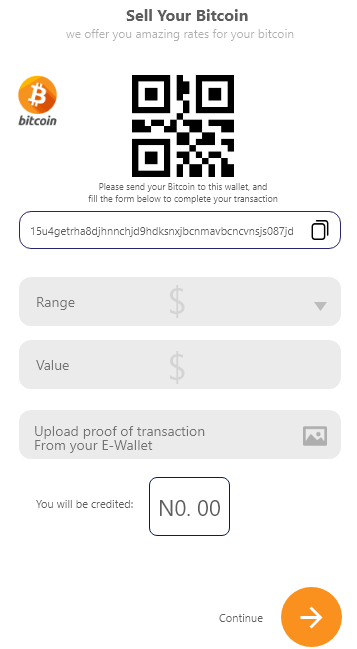 Sell Your Bitcoin
we offer you amazing rates for your bitcoin
bitcoin
Please send your Bitcoin to this wallet, and
fill the form below to complete your transaction
15u4getrha8djhnnchjd9hdksnxjbcnmavbcncvnsjs087jd
Range $
Value $
Upload proof of transaction
From your E-Wallet
You will be credited: N0. 00
Continue